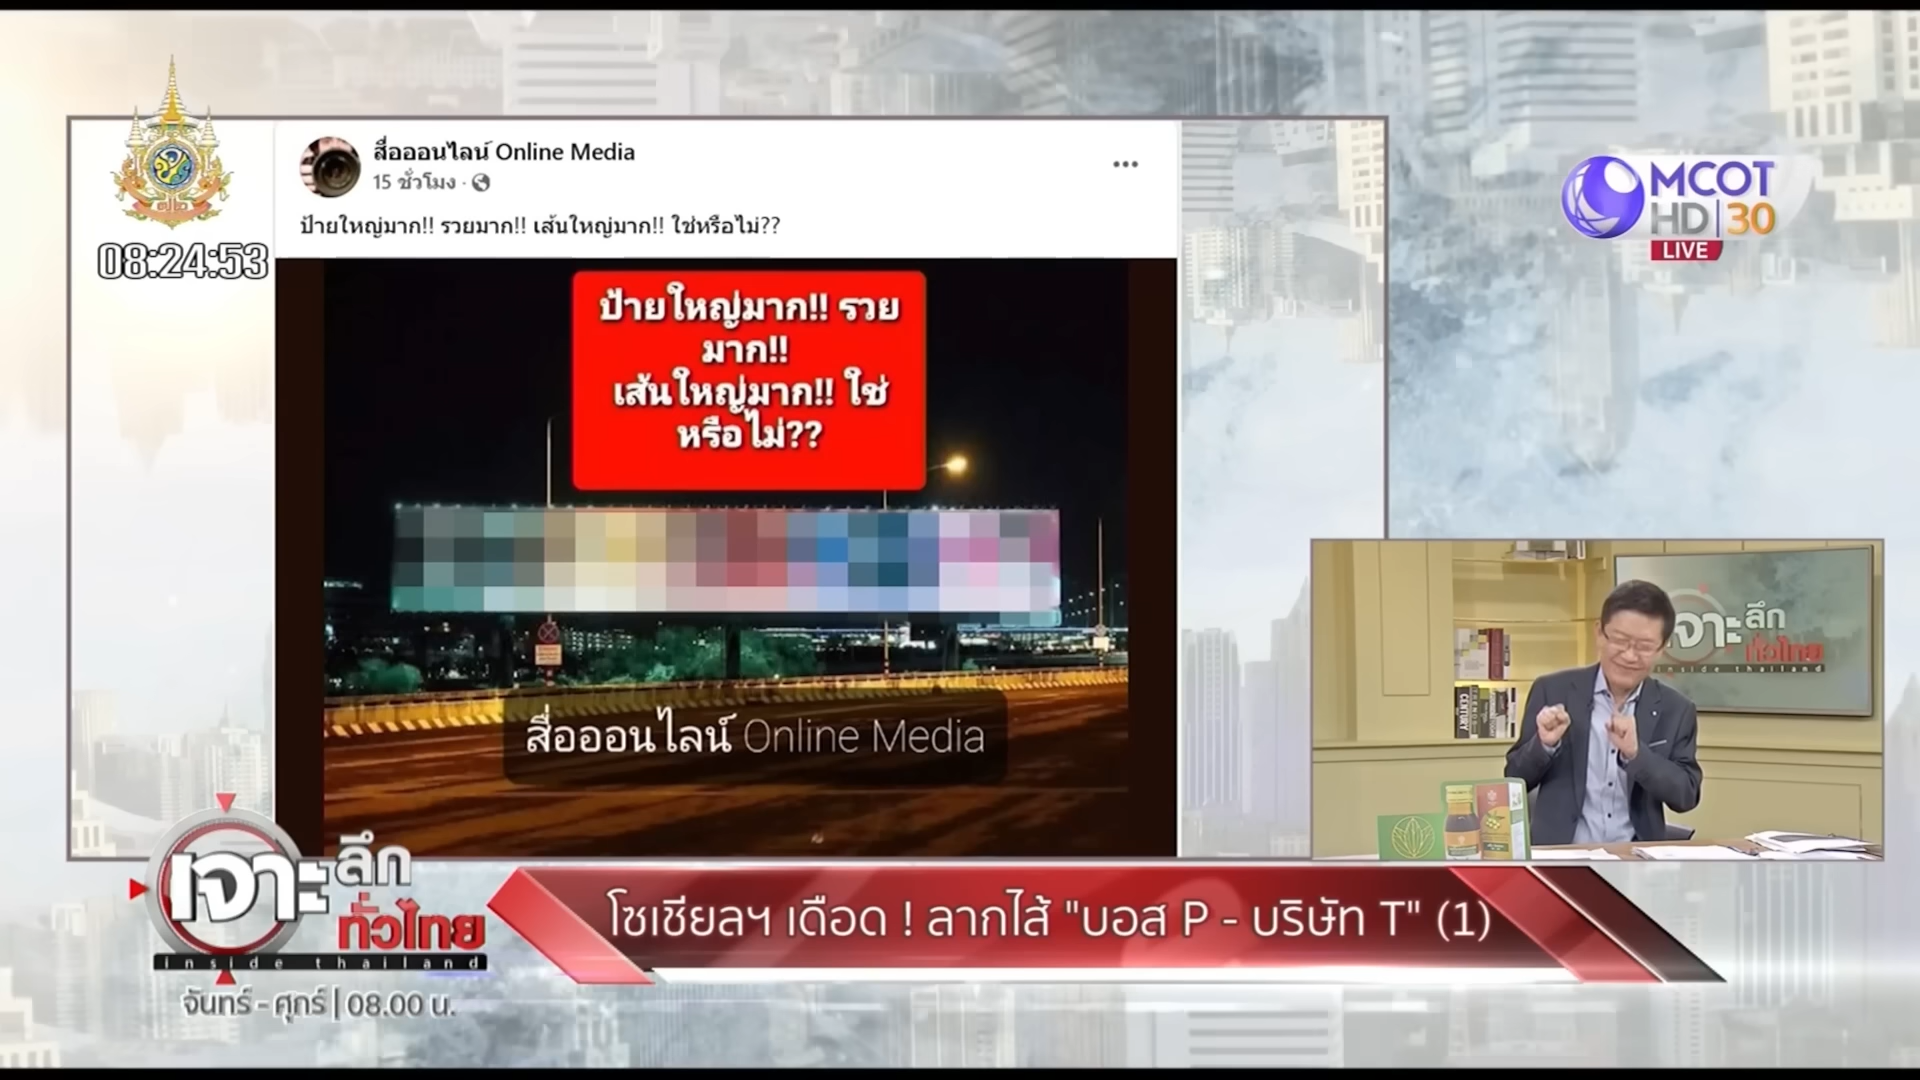 08:24:53
สื่อออนไลน์ Online Media
15 ชั่วโมง
ป้ายใหญ่มาก!! รวยมาก!! เส้นใหญ่มาก!! ใช่หรือไม่??
ป้ายใหญ่มาก!! รวย
มาก!!
เส้นใหญ่มาก!! ใช่
หรือไม่??
สื่อออนไลน์ Online Media
MCOT
HD 30
LIVE
เจาะลึก
ทั่วไทย
inside thailand
CENTURY
เจาะลึก
ทั่วไทย
inside thailand
จันทร์ - ศุกร์ | 08.00 น.
โซเชียลฯ เดือด ! ลากไส้ "บอส P - บริษัท T" (1)